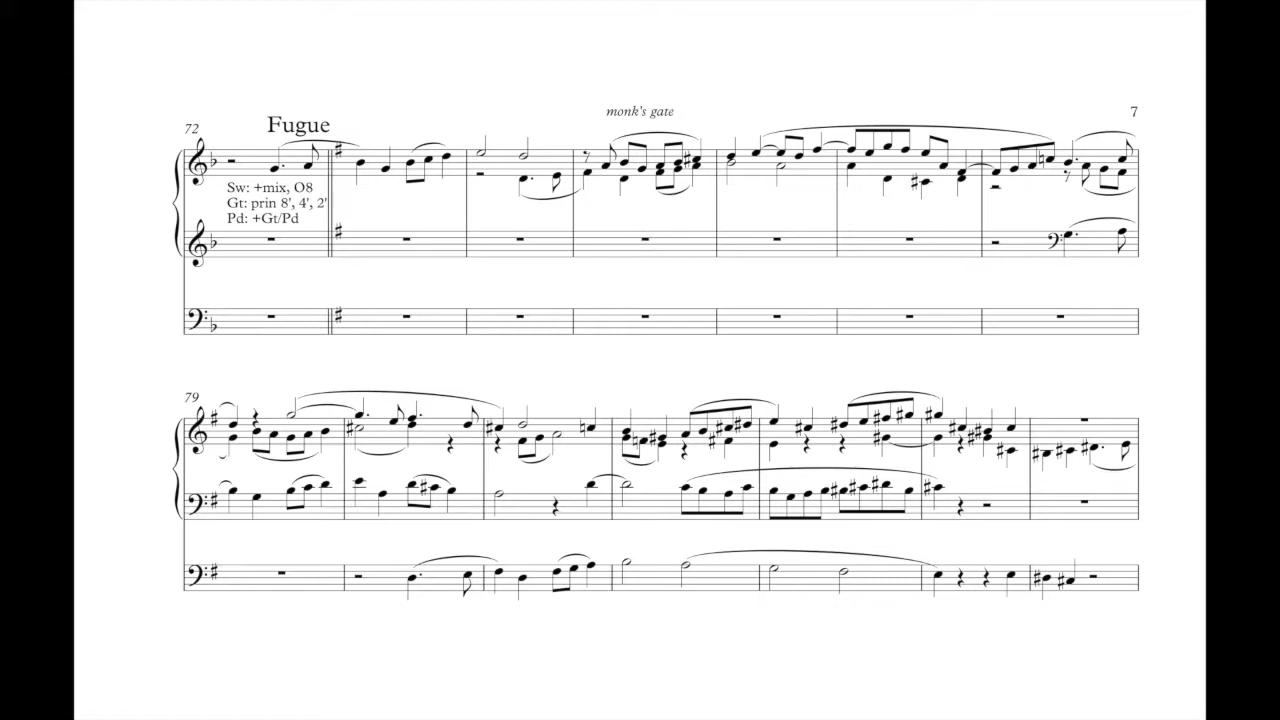 monk's gate
7
72
Fugue
Sw: +mix, O8
Gt: prin 8', 4', 2'
Pd: +Gt/Pd
79